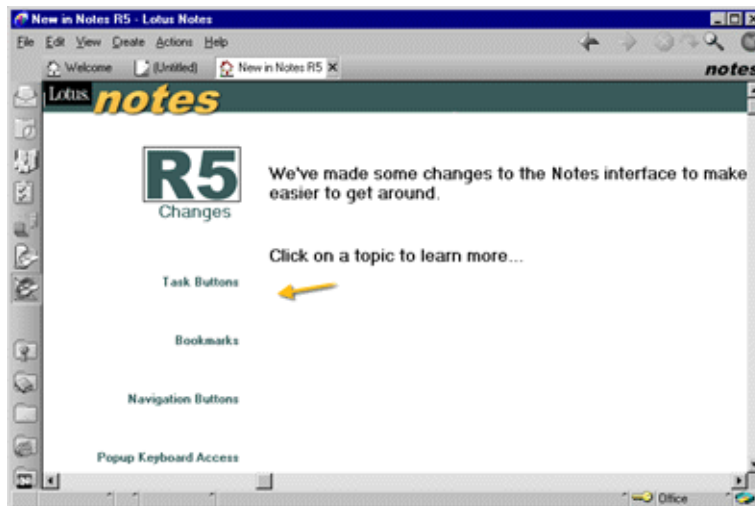 New in Notes R5 - Lotus Notes
File Edit View Create Actions Help
Welcome (Untitled) New in Notes R5
notes
Lotus notes
R5
Changes
We've made some changes to the Notes interface to make
easier to get around.
Click on a topic to learn more...
Task Buttons
Bookmarks
Navigation Buttons
Popup Keyboard Access
Office